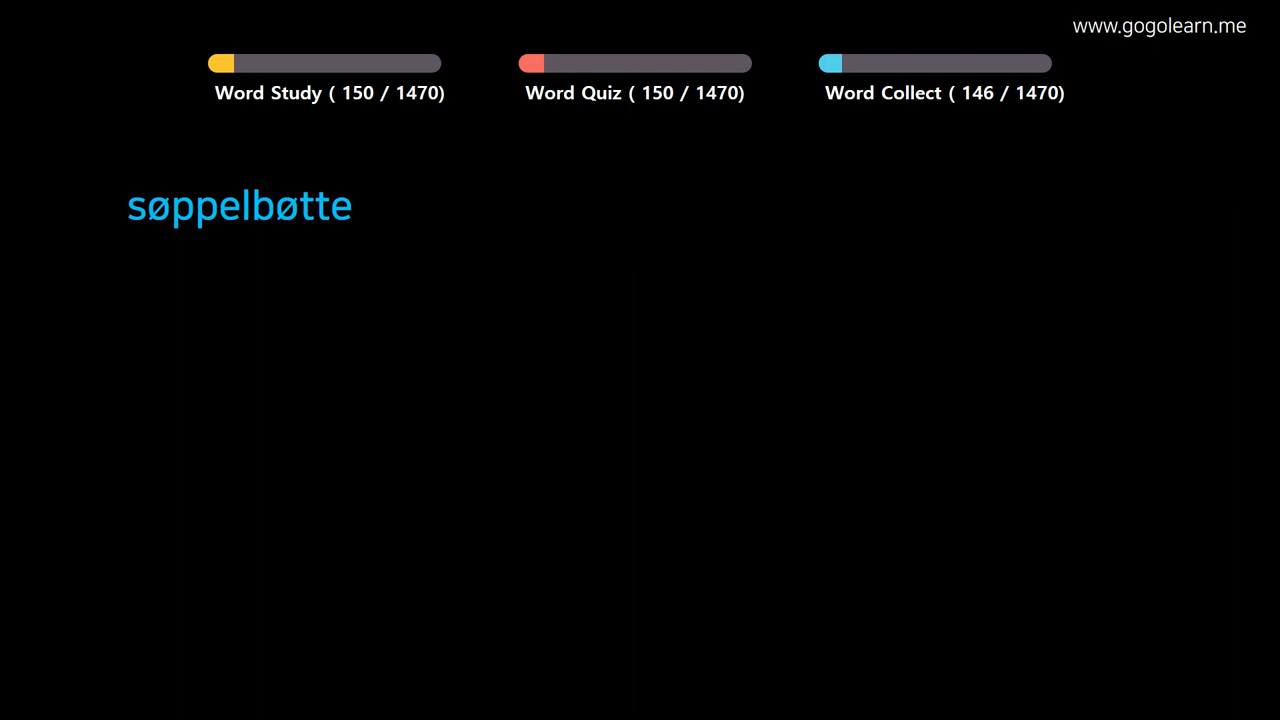 www.gogolearn.me
Word Study ( 150 / 1470)
Word Quiz ( 150 / 1470)
Word Collect ( 146 / 1470)
søppelbøtte